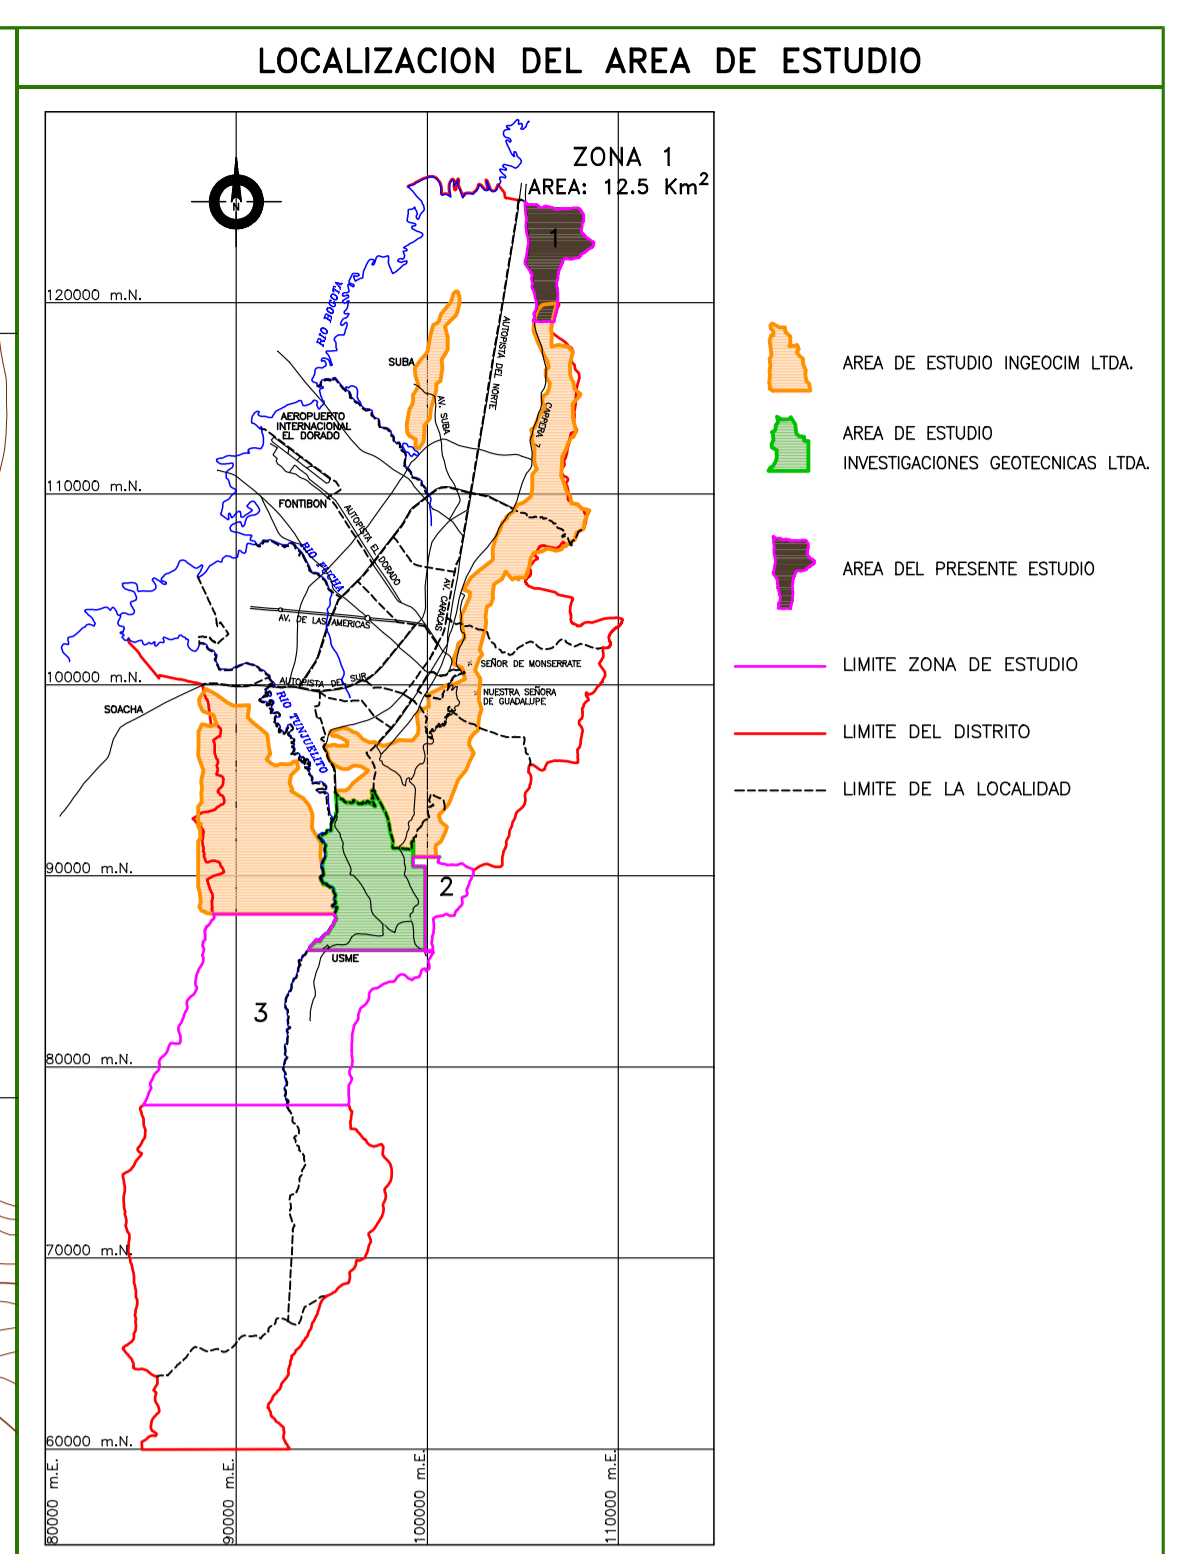 LOCALIZACION DEL AREA DE ESTUDIO
ZONA 1
AREA: 12.5 Km²
N
1
120000 m.N.
RIO BOGOTA
AUTOPISTA DEL NORTE
SUBA
AV. SUBA
CARRERA 7
AEROPUERTO
INTERNACIONAL
EL DORADO
110000 m.N.
FONTIBON
AUTOPISTA EL DORADO
RIO FUCHA
AV. CARACAS
AV. DE LAS AMERICAS
SEÑOR DE MONSERRATE
100000 m.N.
AUTOPISTA DEL SUR
NUESTRA SEÑORA
DE GUADALUPE
SOACHA
RIO TUNJUELITO
90000 m.N.
2
USME
3
80000 m.N.
70000 m.N.
60000 m.N.
80000 m.E.
90000 m.E.
100000 m.E.
110000 m.E.
AREA DE ESTUDIO INGEOCIM LTDA.
AREA DE ESTUDIO
INVESTIGACIONES GEOTECNICAS LTDA.
AREA DEL PRESENTE ESTUDIO
LIMITE ZONA DE ESTUDIO
LIMITE DEL DISTRITO
LIMITE DE LA LOCALIDAD